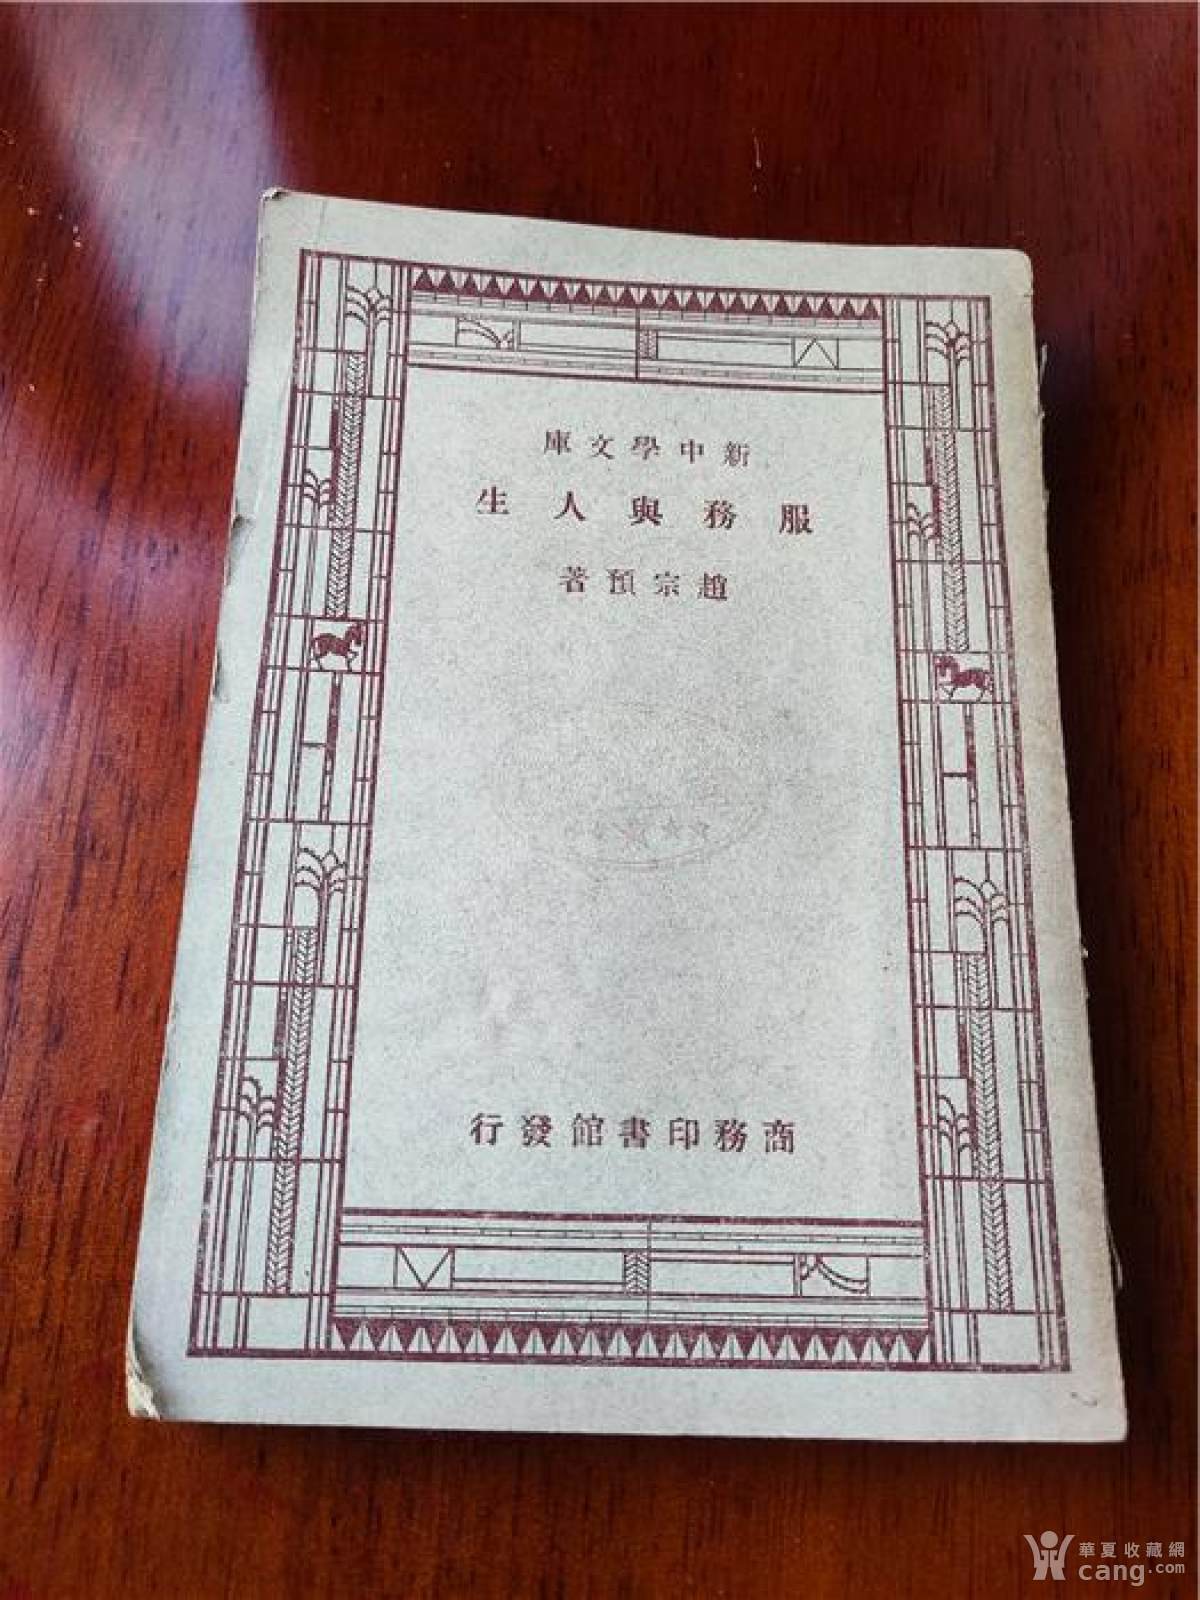 新中學文庫
服務與人生
趙宗預著
商務印書館發行
華夏收藏網
cang.com